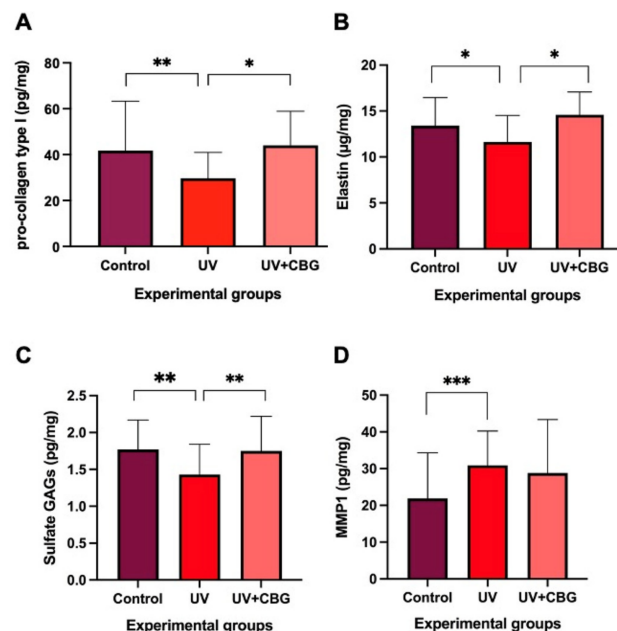 A
pro-collagen type I (pg/mg)
80
60
40
20
0
**
*
Control UV UV+CBG
Experimental groups
B
Elastin (µg/mg)
20
15
10
5
0
*
*
Control UV UV+CBG
Experimental groups
C
Sulfate GAGs (pg/mg)
2.5
2.0
1.5
1.0
0.5
0.0
**
**
Control UV UV+CBG
Experimental groups
D
MMP1 (pg/mg)
50
40
30
20
10
0
***
Control UV UV+CBG
Experimental groups